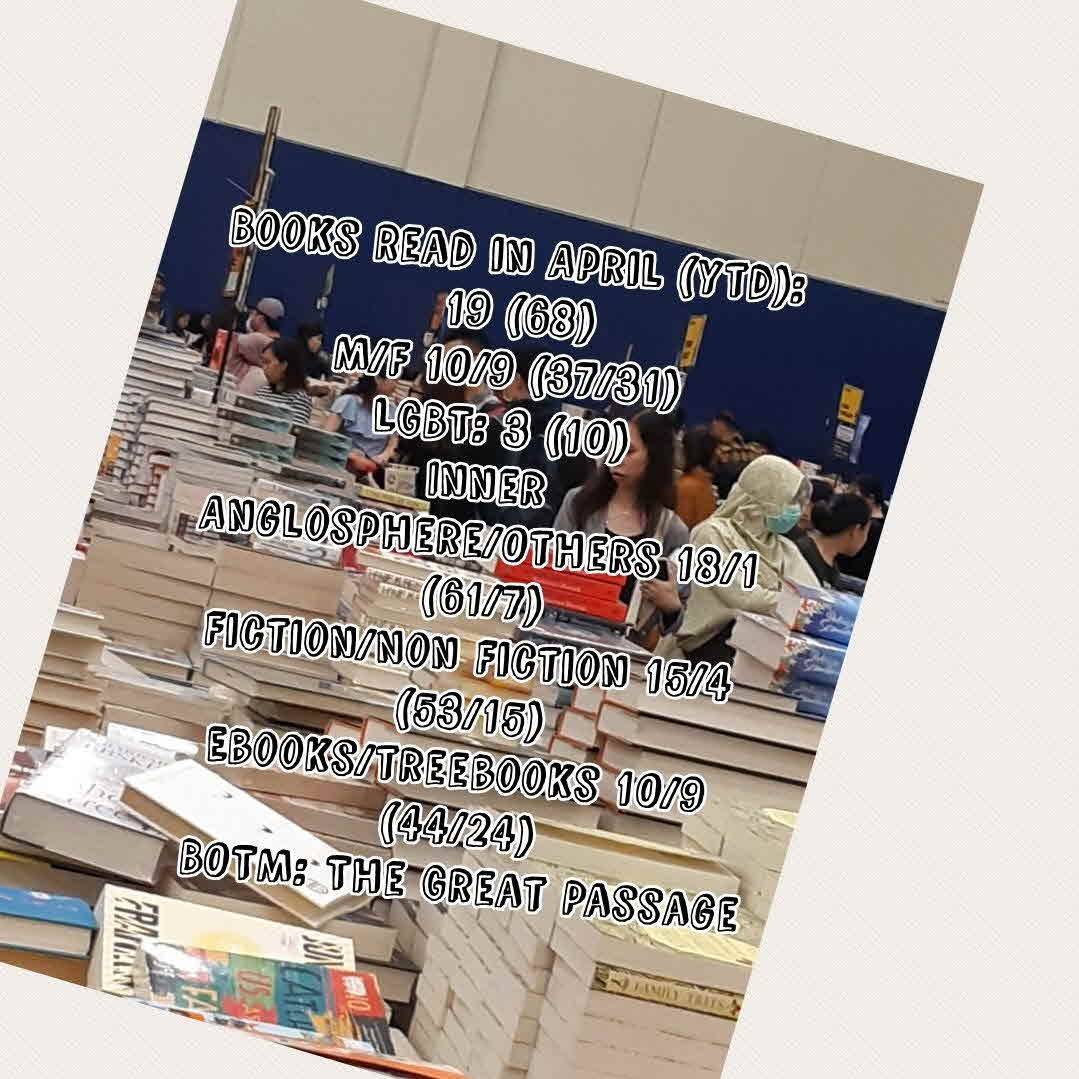 BOOKS READ IN APRIL (YTD):
19 (68)
M/F 10/9 (37/31)
LGBT: 3 (10)
INNER
ANGLOSPHERE/OTHERS 18/1
(61/7)
FICTION/NON FICTION 15/4
(53/15)
EBOOKS/TREEBOOKS 10/9
(44/24)
BOTM: THE GREAT PASSAGE
FAMILY TREES